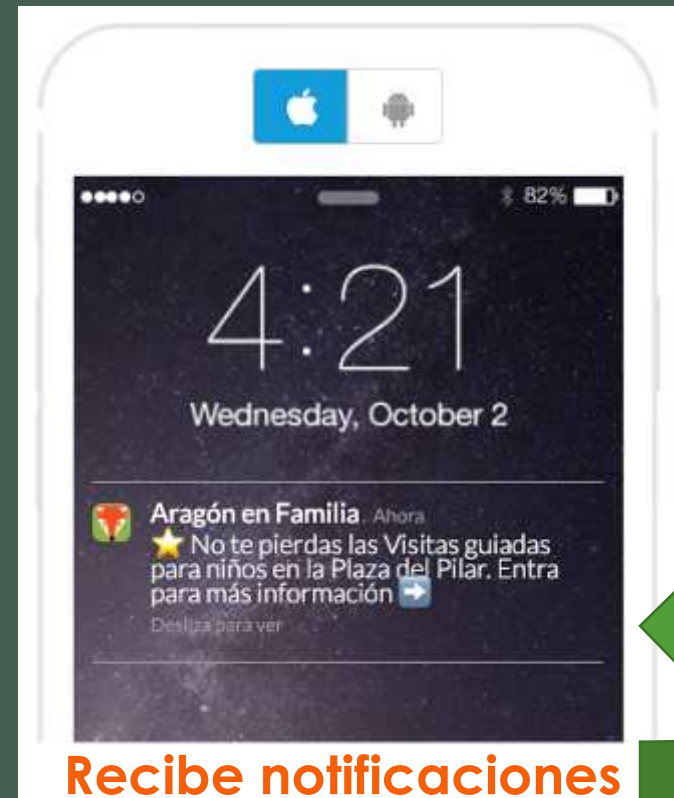 82%
4:21
Wednesday, October 2
Aragón en Familia. Ahora
⭐ No te pierdas las Visitas guiadas
para niños en la Plaza del Pilar. Entra
para más información ➡️
Desliza para ver
Recibe notificaciones